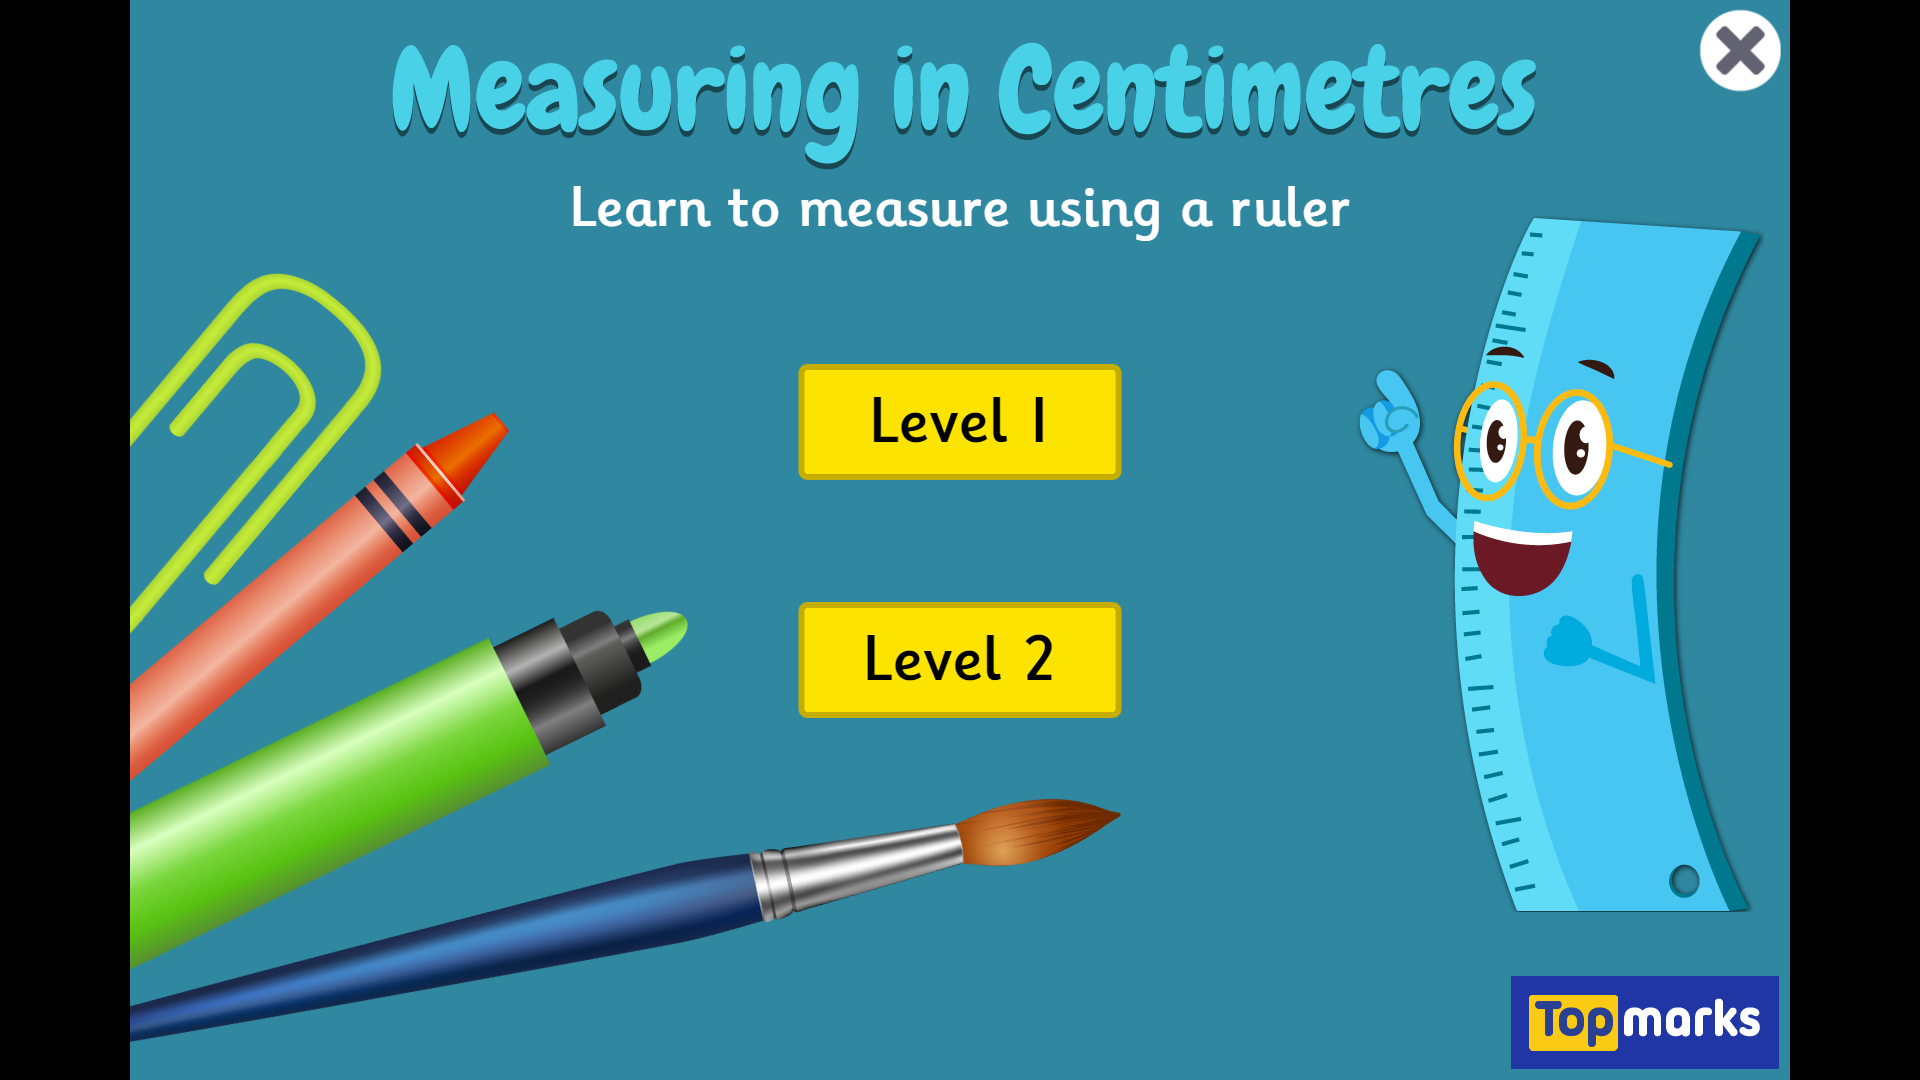 Measuring in Centimetres
Learn to measure using a ruler
Level 1
Level 2
Topmarks